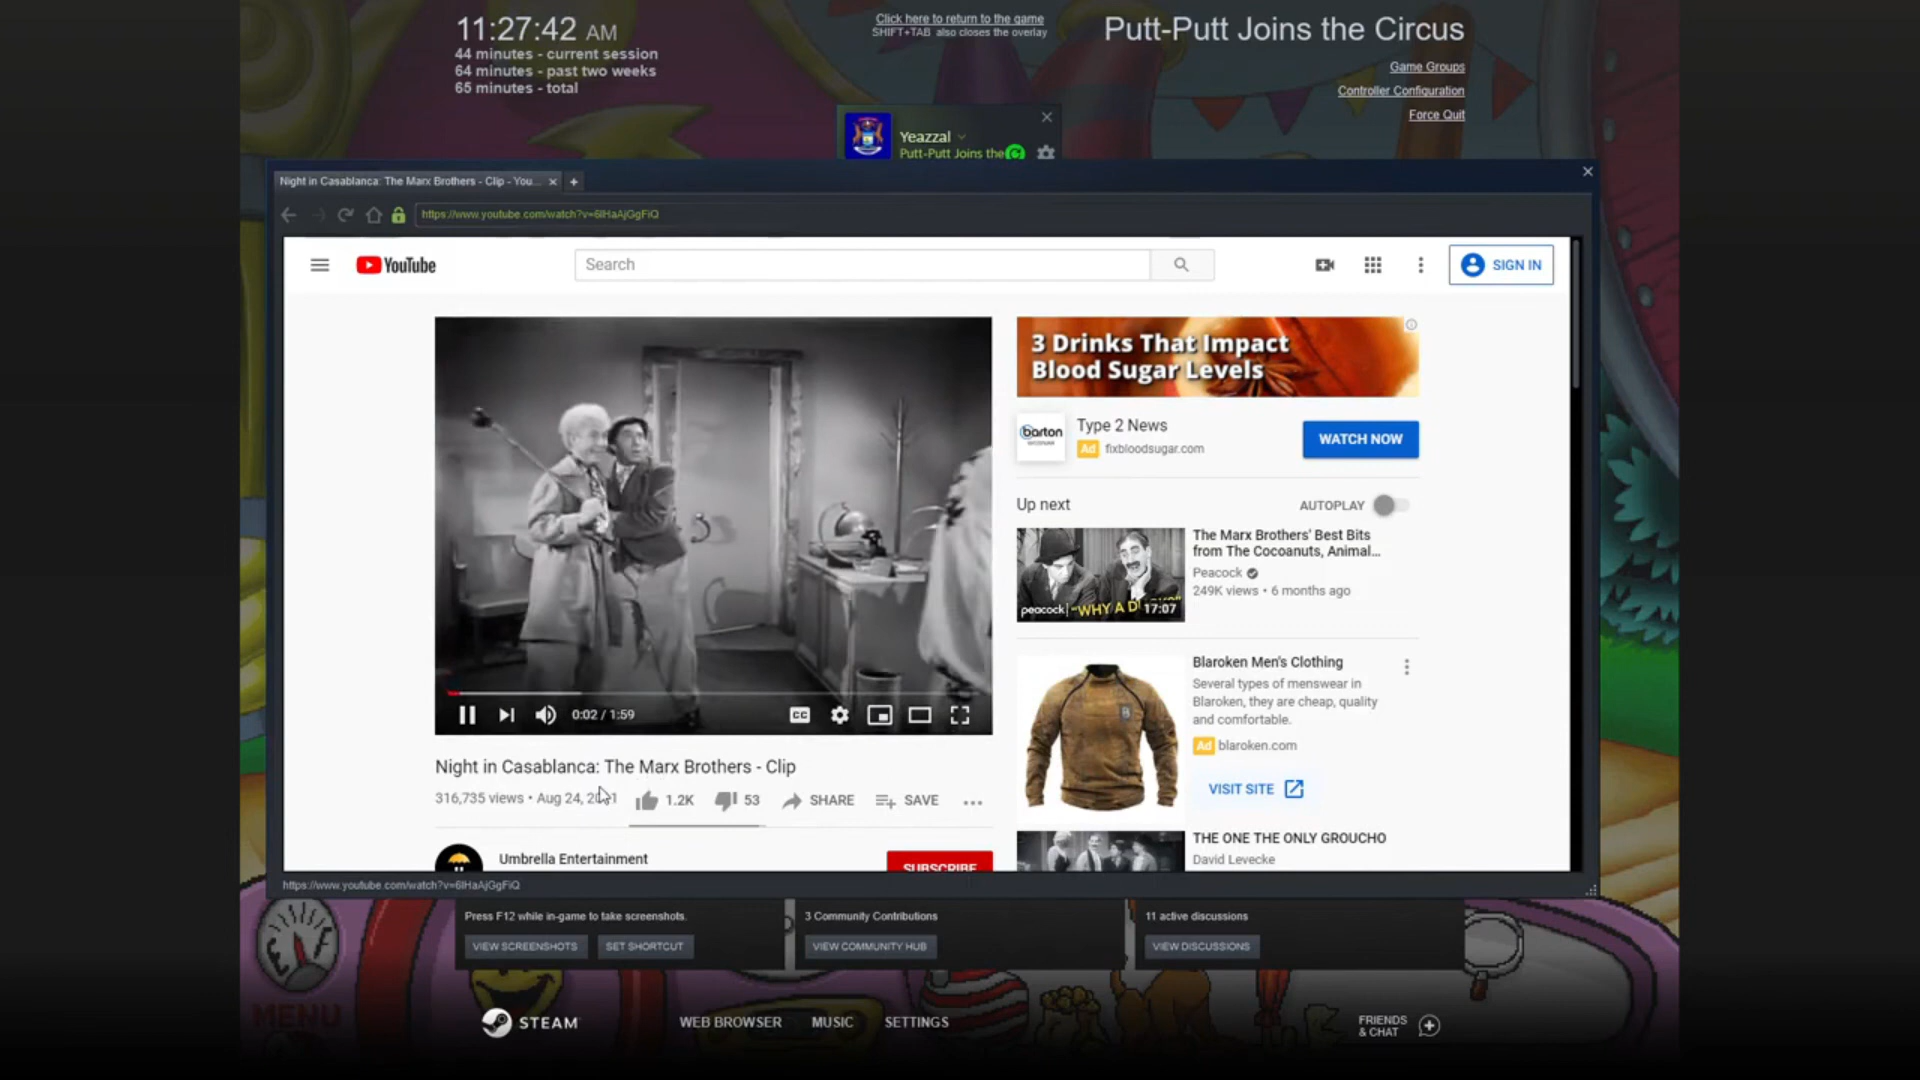 11:27:42 AM
44 minutes - current session
64 minutes - past two weeks
65 minutes - total
Click here to return to the game
SHIFT+TAB also closes the overlay
Putt-Putt Joins the Circus
Game Groups
Controller Configuration
Force Quit
Yeazzal
Putt-Putt Joins the
Night in Casablanca: The Marx Brothers - Clip - You...
https://www.youtube.com/watch?v=6IHaAjGgFiQ
YouTube
Search
SIGN IN
3 Drinks That Impact
Blood Sugar Levels
barton
Type 2 News
Ad fixbloodsugar.com
WATCH NOW
Up next
AUTOPLAY
The Marx Brothers' Best Bits
from The Cocoanuts, Animal...
Peacock
249K views • 6 months ago
peacock "WHY A D
17:07
Blaroken Men's Clothing
Several types of menswear in
Blaroken, they are cheap, quality
and comfortable.
Ad blaroken.com
VISIT SITE
THE ONE THE ONLY GROUCHO
David Levecke
0:02 / 1:59
CC
Night in Casablanca: The Marx Brothers - Clip
316,735 views • Aug 24,
1.2K
53
SHARE
SAVE
Umbrella Entertainment
SUBSCRIBE
https://www.youtube.com/watch?v=6IHaAjGgFiQ
Press F12 while in-game to take screenshots.
VIEW SCREENSHOTS
SET SHORTCUT
3 Community Contributions
VIEW COMMUNITY HUB
11 active discussions
VIEW DISCUSSIONS
MENU
STEAM
WEB BROWSER
MUSIC
SETTINGS
FRIENDS
& CHAT